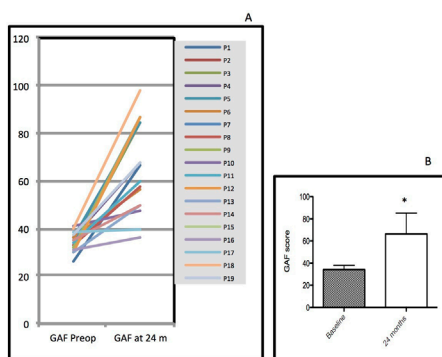 A
120
100
80
60
40
20
0
GAF Preop
GAF at 24 m
P1
P2
P3
P4
P5
P6
P7
P8
P9
P10
P11
P12
P13
P14
P15
P16
P17
P18
P19
B
GAF score
100
80
60
40
20
0
*
Baseline
24 months